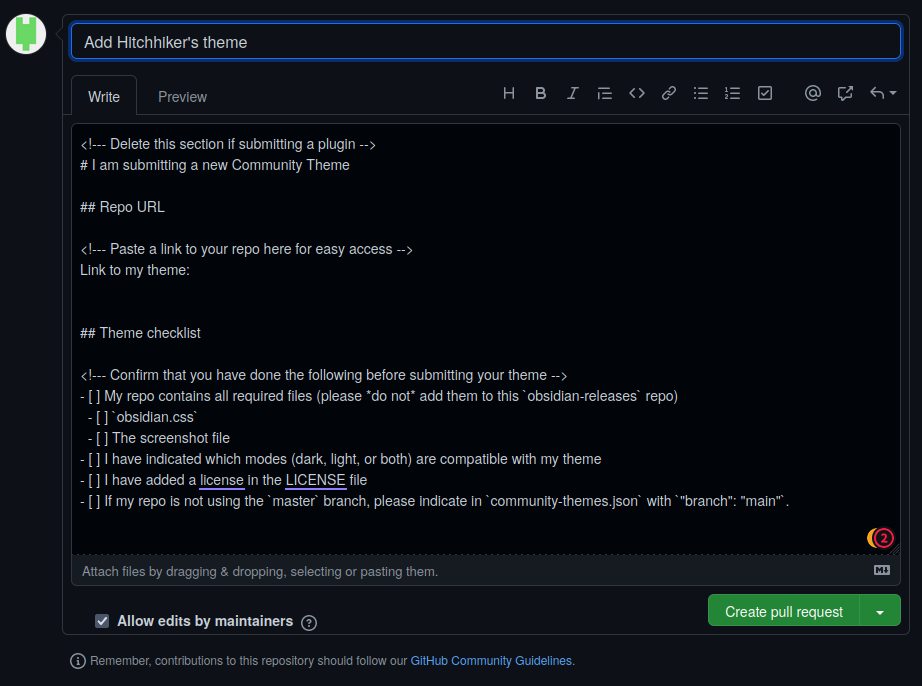 Add Hitchhiker's theme
Write Preview
<!--- Delete this section if submitting a plugin -->
# I am submitting a new Community Theme
## Repo URL
<!--- Paste a link to your repo here for easy access -->
Link to my theme:
## Theme checklist
<!--- Confirm that you have done the following before submitting your theme -->
- [ ] My repo contains all required files (please *do not* add them to this `obsidian-releases` repo)
- [ ] `obsidian.css`
- [ ] The screenshot file
- [ ] I have indicated which modes (dark, light, or both) are compatible with my theme
- [ ] I have added a license in the LICENSE file
- [ ] If my repo is not using the `master` branch, please indicate in `community-themes.json` with `"branch": "main"`.
2
Attach files by dragging & dropping, selecting or pasting them.
Create pull request
Allow edits by maintainers
Remember, contributions to this repository should follow our GitHub Community Guidelines.